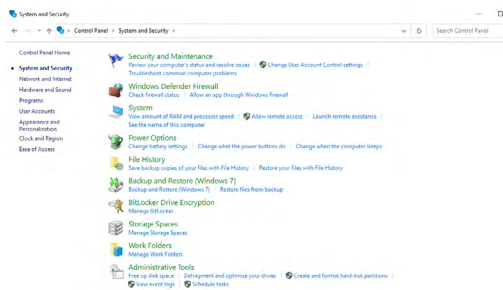 System and Security
Control Panel › System and Security ›
Search Control Panel
Control Panel Home
System and Security
Network and Internet
Hardware and Sound
Programs
User Accounts
Appearance and
Personalization
Clock and Region
Ease of Access
Security and Maintenance
Review your computer's status and resolve issues | Change User Account Control settings |
Troubleshoot common computer problems
Windows Defender Firewall
Check firewall status | Allow an app through Windows Firewall
System
View amount of RAM and processor speed | Allow remote access | Launch remote assistance |
See the name of this computer
Power Options
Change battery settings | Change what the power buttons do | Change when the computer sleeps
File History
Save backup copies of your files with File History | Restore your files with File History
Backup and Restore (Windows 7)
Backup and Restore (Windows 7) | Restore files from backup
BitLocker Drive Encryption
Manage BitLocker
Storage Spaces
Manage Storage Spaces
Work Folders
Manage Work Folders
Administrative Tools
Free up disk space | Defragment and optimize your drives | Create and format hard disk partitions |
View event logs | Schedule tasks